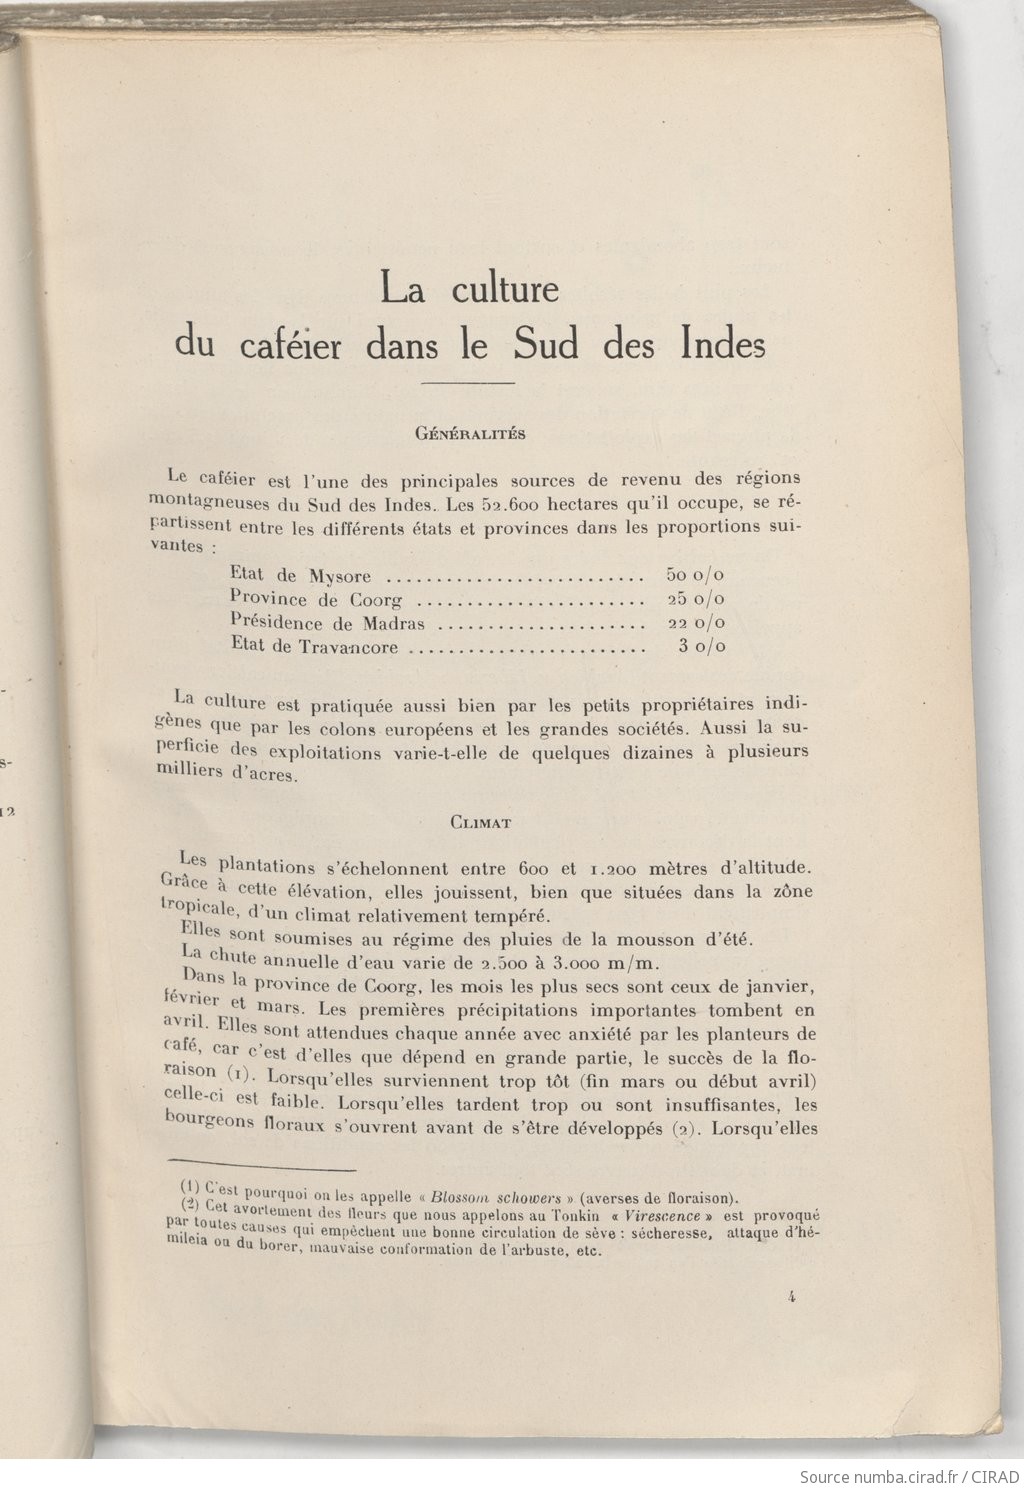 La culture
du caféier dans le Sud des Indes
GÉNÉRALITÉS
Le caféier est l'une des principales sources de revenu des régions
montagneuses du Sud des Indes. Les 52.600 hectares qu'il occupe, se ré-
partissent entre les différents états et provinces dans les proportions sui-
vantes :
Etat de Mysore .......................... 50 o/o
Province de Coorg ....................... 25 o/o
Présidence de Madras ..................... 22 o/o
Etat de Travancore ........................ 3 o/o
La culture est pratiquée aussi bien par les petits propriétaires indi-
gènes que par les colons européens et les grandes sociétés. Aussi la su-
perficie des exploitations varie-t-elle de quelques dizaines à plusieurs
milliers d'acres.
CLIMAT
Les plantations s'échelonnent entre 600 et 1.200 mètres d'altitude.
Grâce à cette élévation, elles jouissent, bien que situées dans la zône
tropicale, d'un climat relativement tempéré.
Elles sont soumises au régime des pluies de la mousson d'été.
La chute annuelle d'eau varie de 2.500 à 3.000 m/m.
Dans la province de Coorg, les mois les plus secs sont ceux de janvier,
février et mars. Les premières précipitations importantes tombent en
avril. Elles sont attendues chaque année avec anxiété par les planteurs de
café, car c'est d'elles que dépend en grande partie, le succès de la flo-
raison (1). Lorsqu'elles surviennent trop tôt (fin mars ou début avril)
celle-ci est faible. Lorsqu'elles tardent trop ou sont insuffisantes, les
bourgeons floraux s'ouvrent avant de s'être développés (2). Lorsqu'elles
(1) C'est pourquoi on les appelle « Blossom schowers » (averses de floraison).
(2) Cet avortement des fleurs que nous appelons au Tonkin « Virescence » est provoqué
par toutes causes qui empêchent une bonne circulation de sève : sécheresse, attaque d'hé-
mileia ou du borer, mauvaise conformation de l'arbuste, etc.
4
s-
12
Source numba.cirad.fr / CIRAD